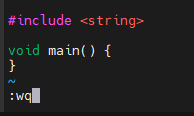 #include <string>
void main() {
}
~
:wq